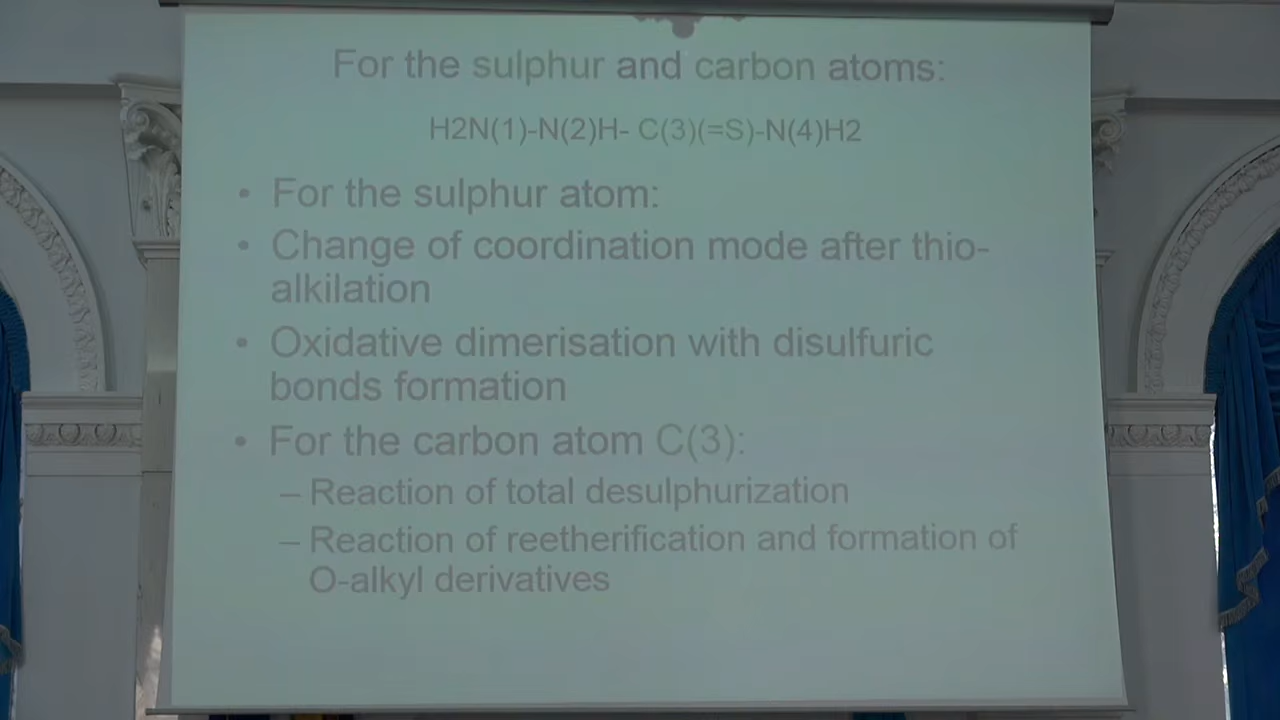 For the sulphur and carbon atoms:
H2N(1)-N(2)H- C(3)(=S)-N(4)H2
• For the sulphur atom:
• Change of coordination mode after thio-
alkilation
• Oxidative dimerisation with disulfuric
bonds formation
• For the carbon atom C(3):
– Reaction of total desulphurization
– Reaction of reetherification and formation of
O-alkyl derivatives